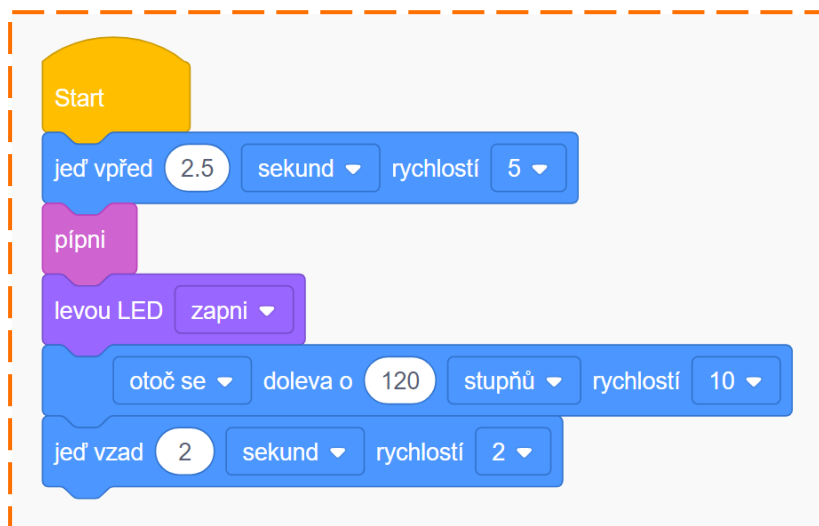 Start
jeď vpřed 2.5 sekund rychlostí 5
pípni
levou LED zapni
otoč se doleva o 120 stupňů rychlostí 10
jeď vzad 2 sekund rychlostí 2